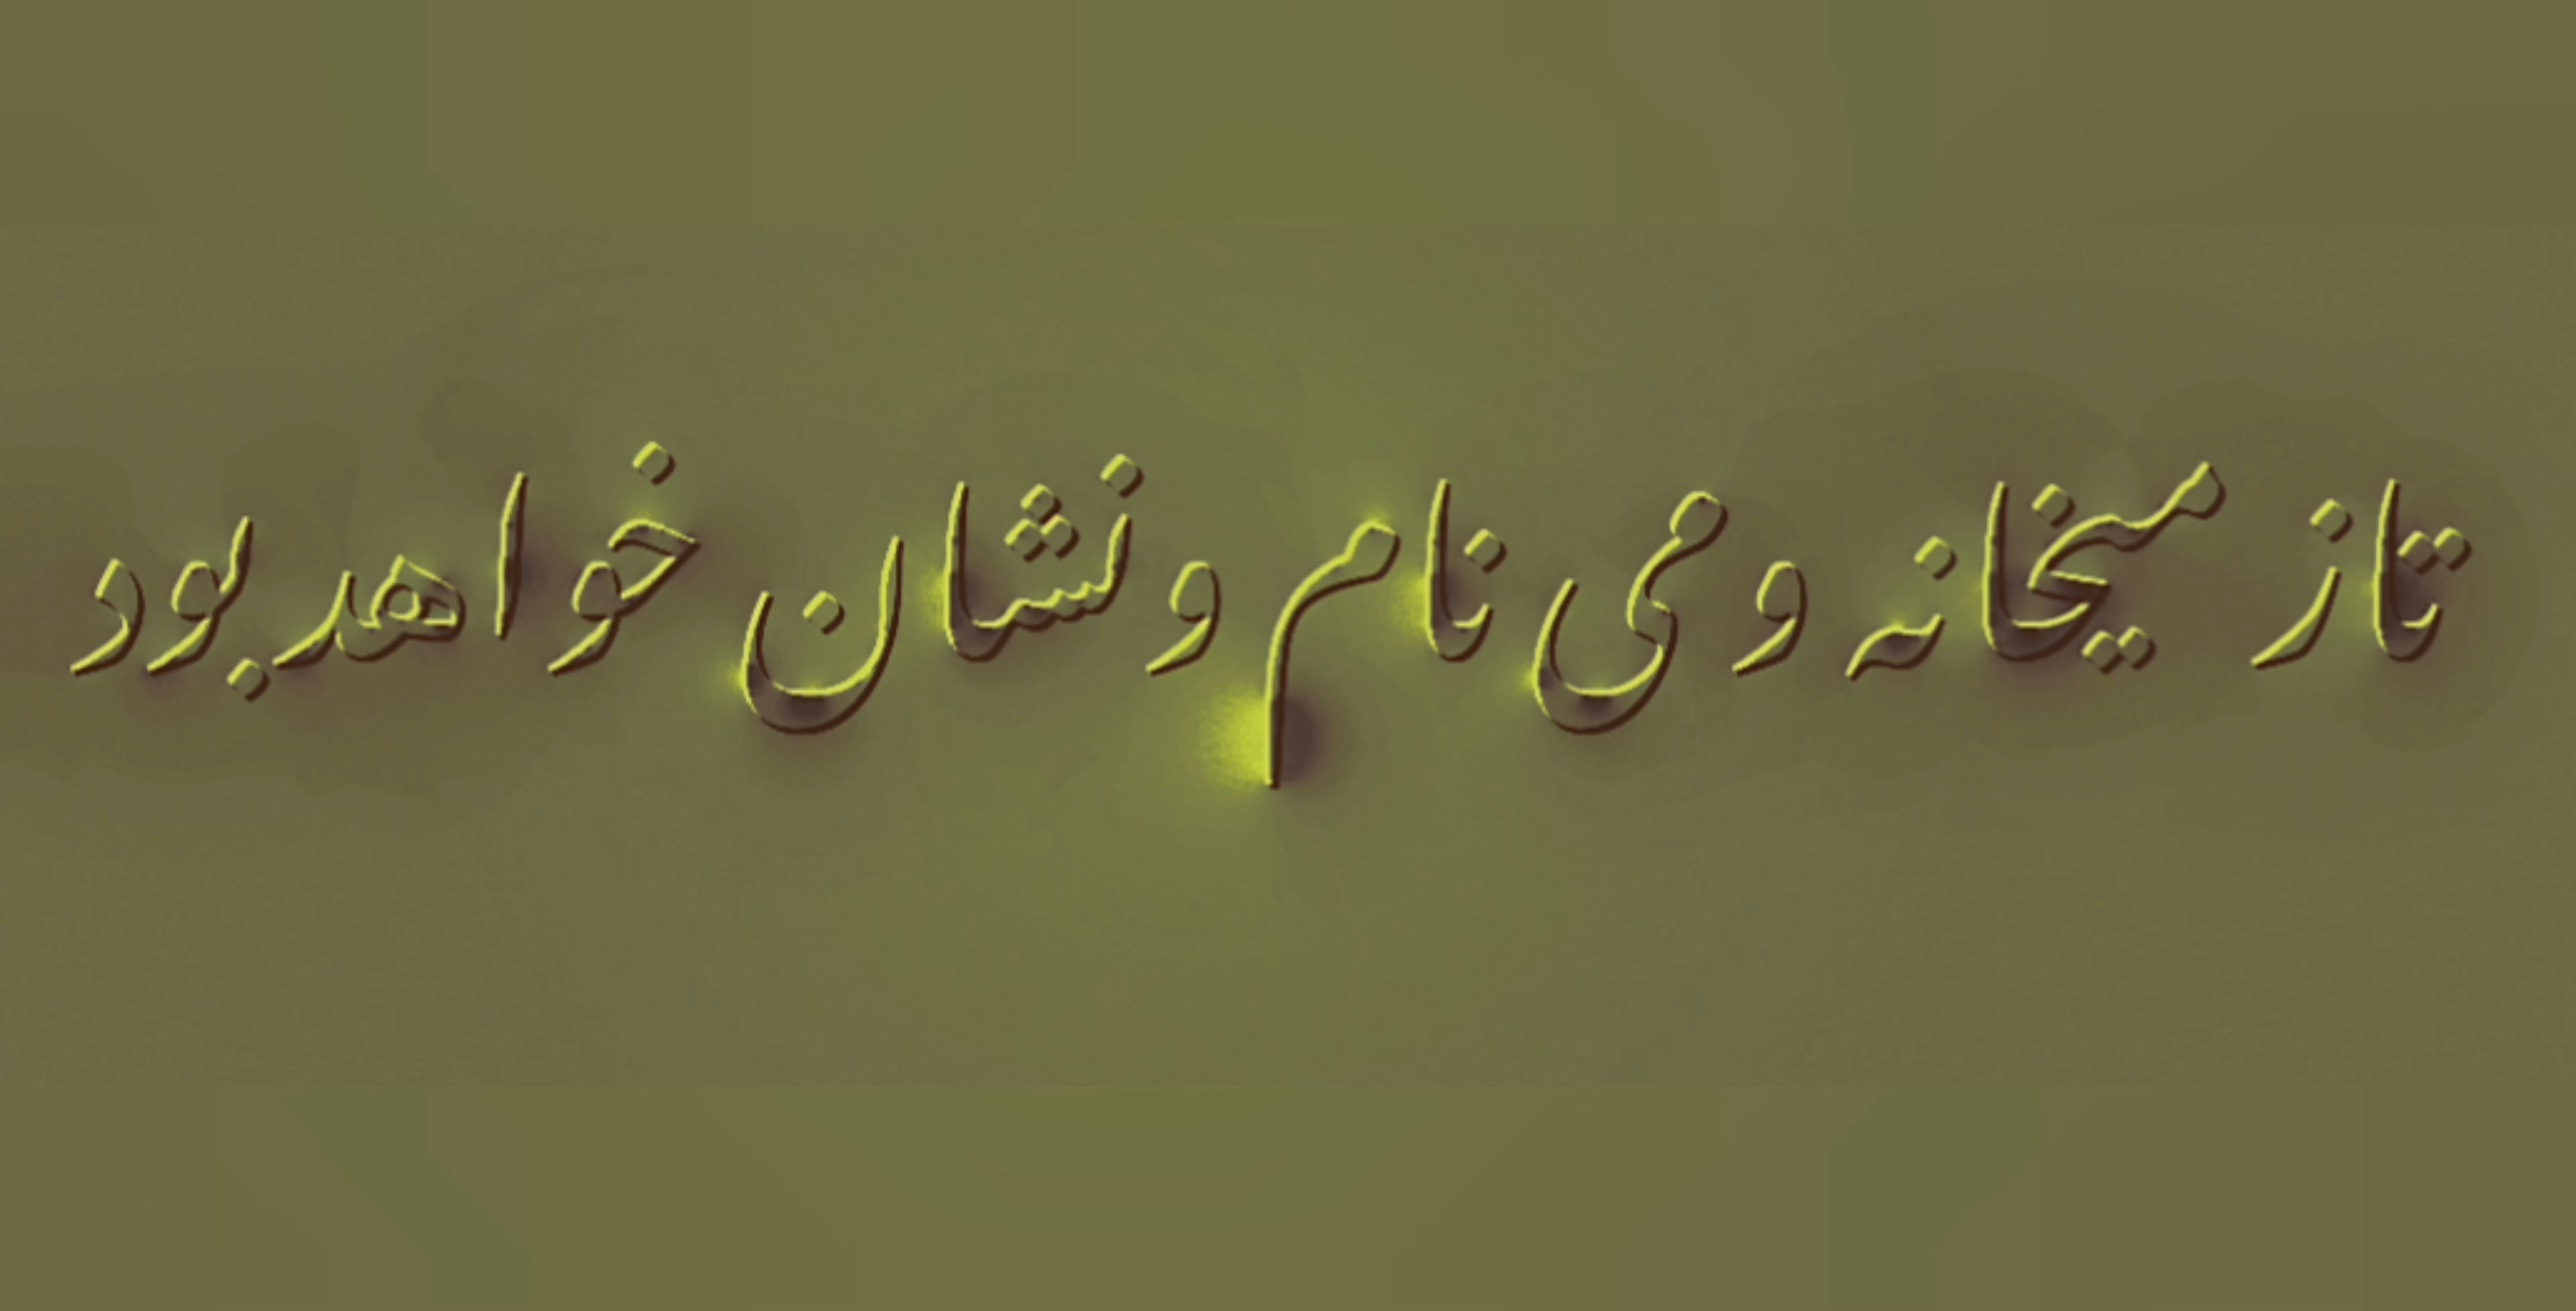 تا ز میخانه و می نام و نشان خواهد بود